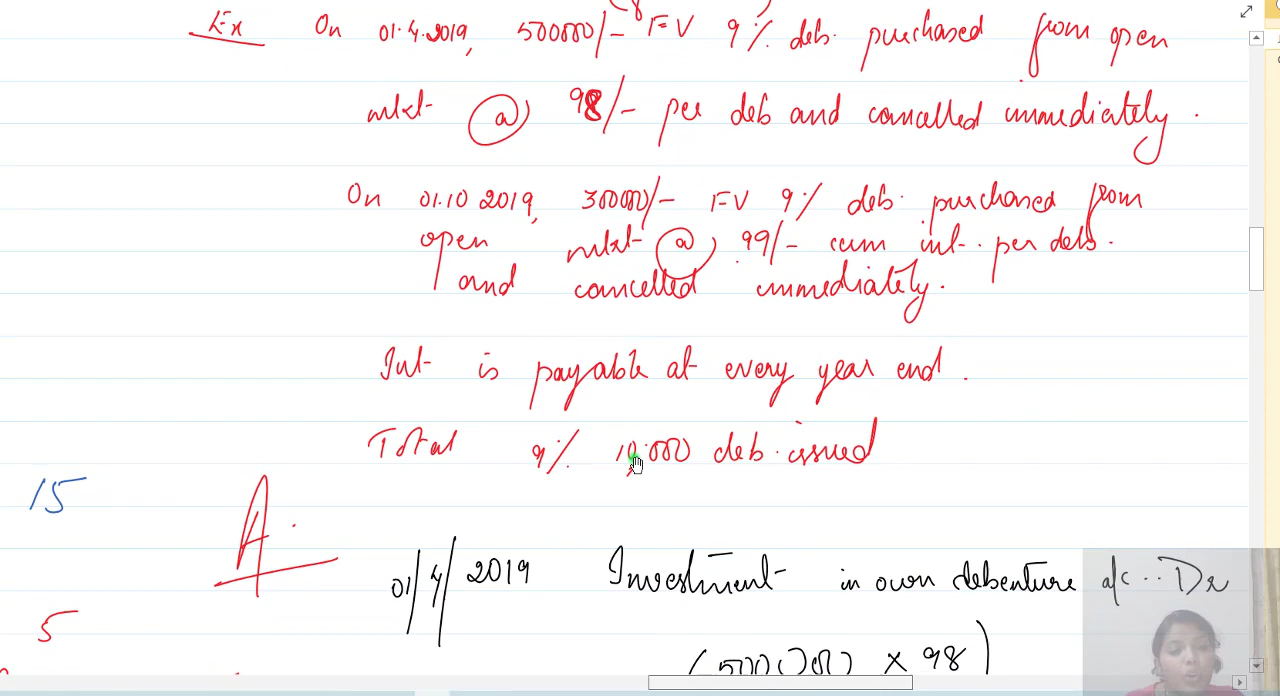 Ex On 01.4.2019, 500000/- FV 9% deb. purchased from open
mkt @ 98/- per deb and cancelled immediately.
On 01.10 2019, 300000/- FV 9% deb. purchased from
open mkt @ 99/- cum int. per deb.
and cancelled immediately.
Int is payable at every year end.
Total 9% 10,000 deb. issued
15
A.
01/4/2019 Investment in own debenture a/c .. Dr
5
× 98)